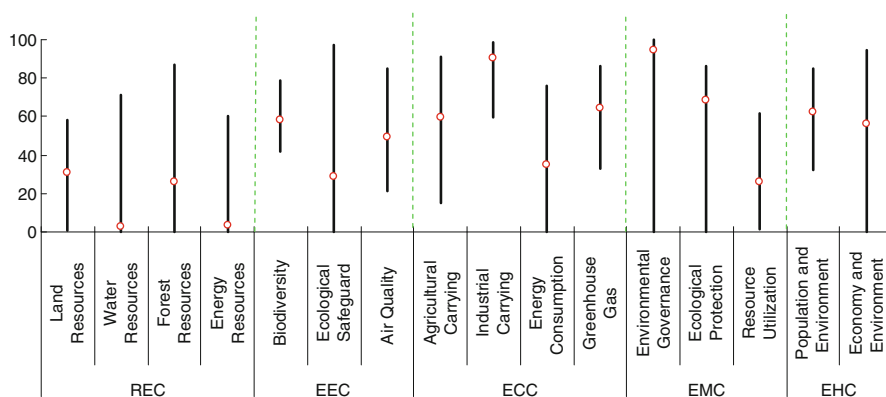 100
80
60
40
20
0
Land
Resources
Water
Resources
Forest
Resources
Energy
Resources
Biodiversity
Ecological
Safeguard
Air Quality
Agricultural
Carrying
Industrial
Carrying
Energy
Consumption
Greenhouse
Gas
Environmental
Governance
Ecological
Protection
Resource
Utilization
Population and
Environment
Economy and
Environment
REC
EEC
ECC
EMC
EHC